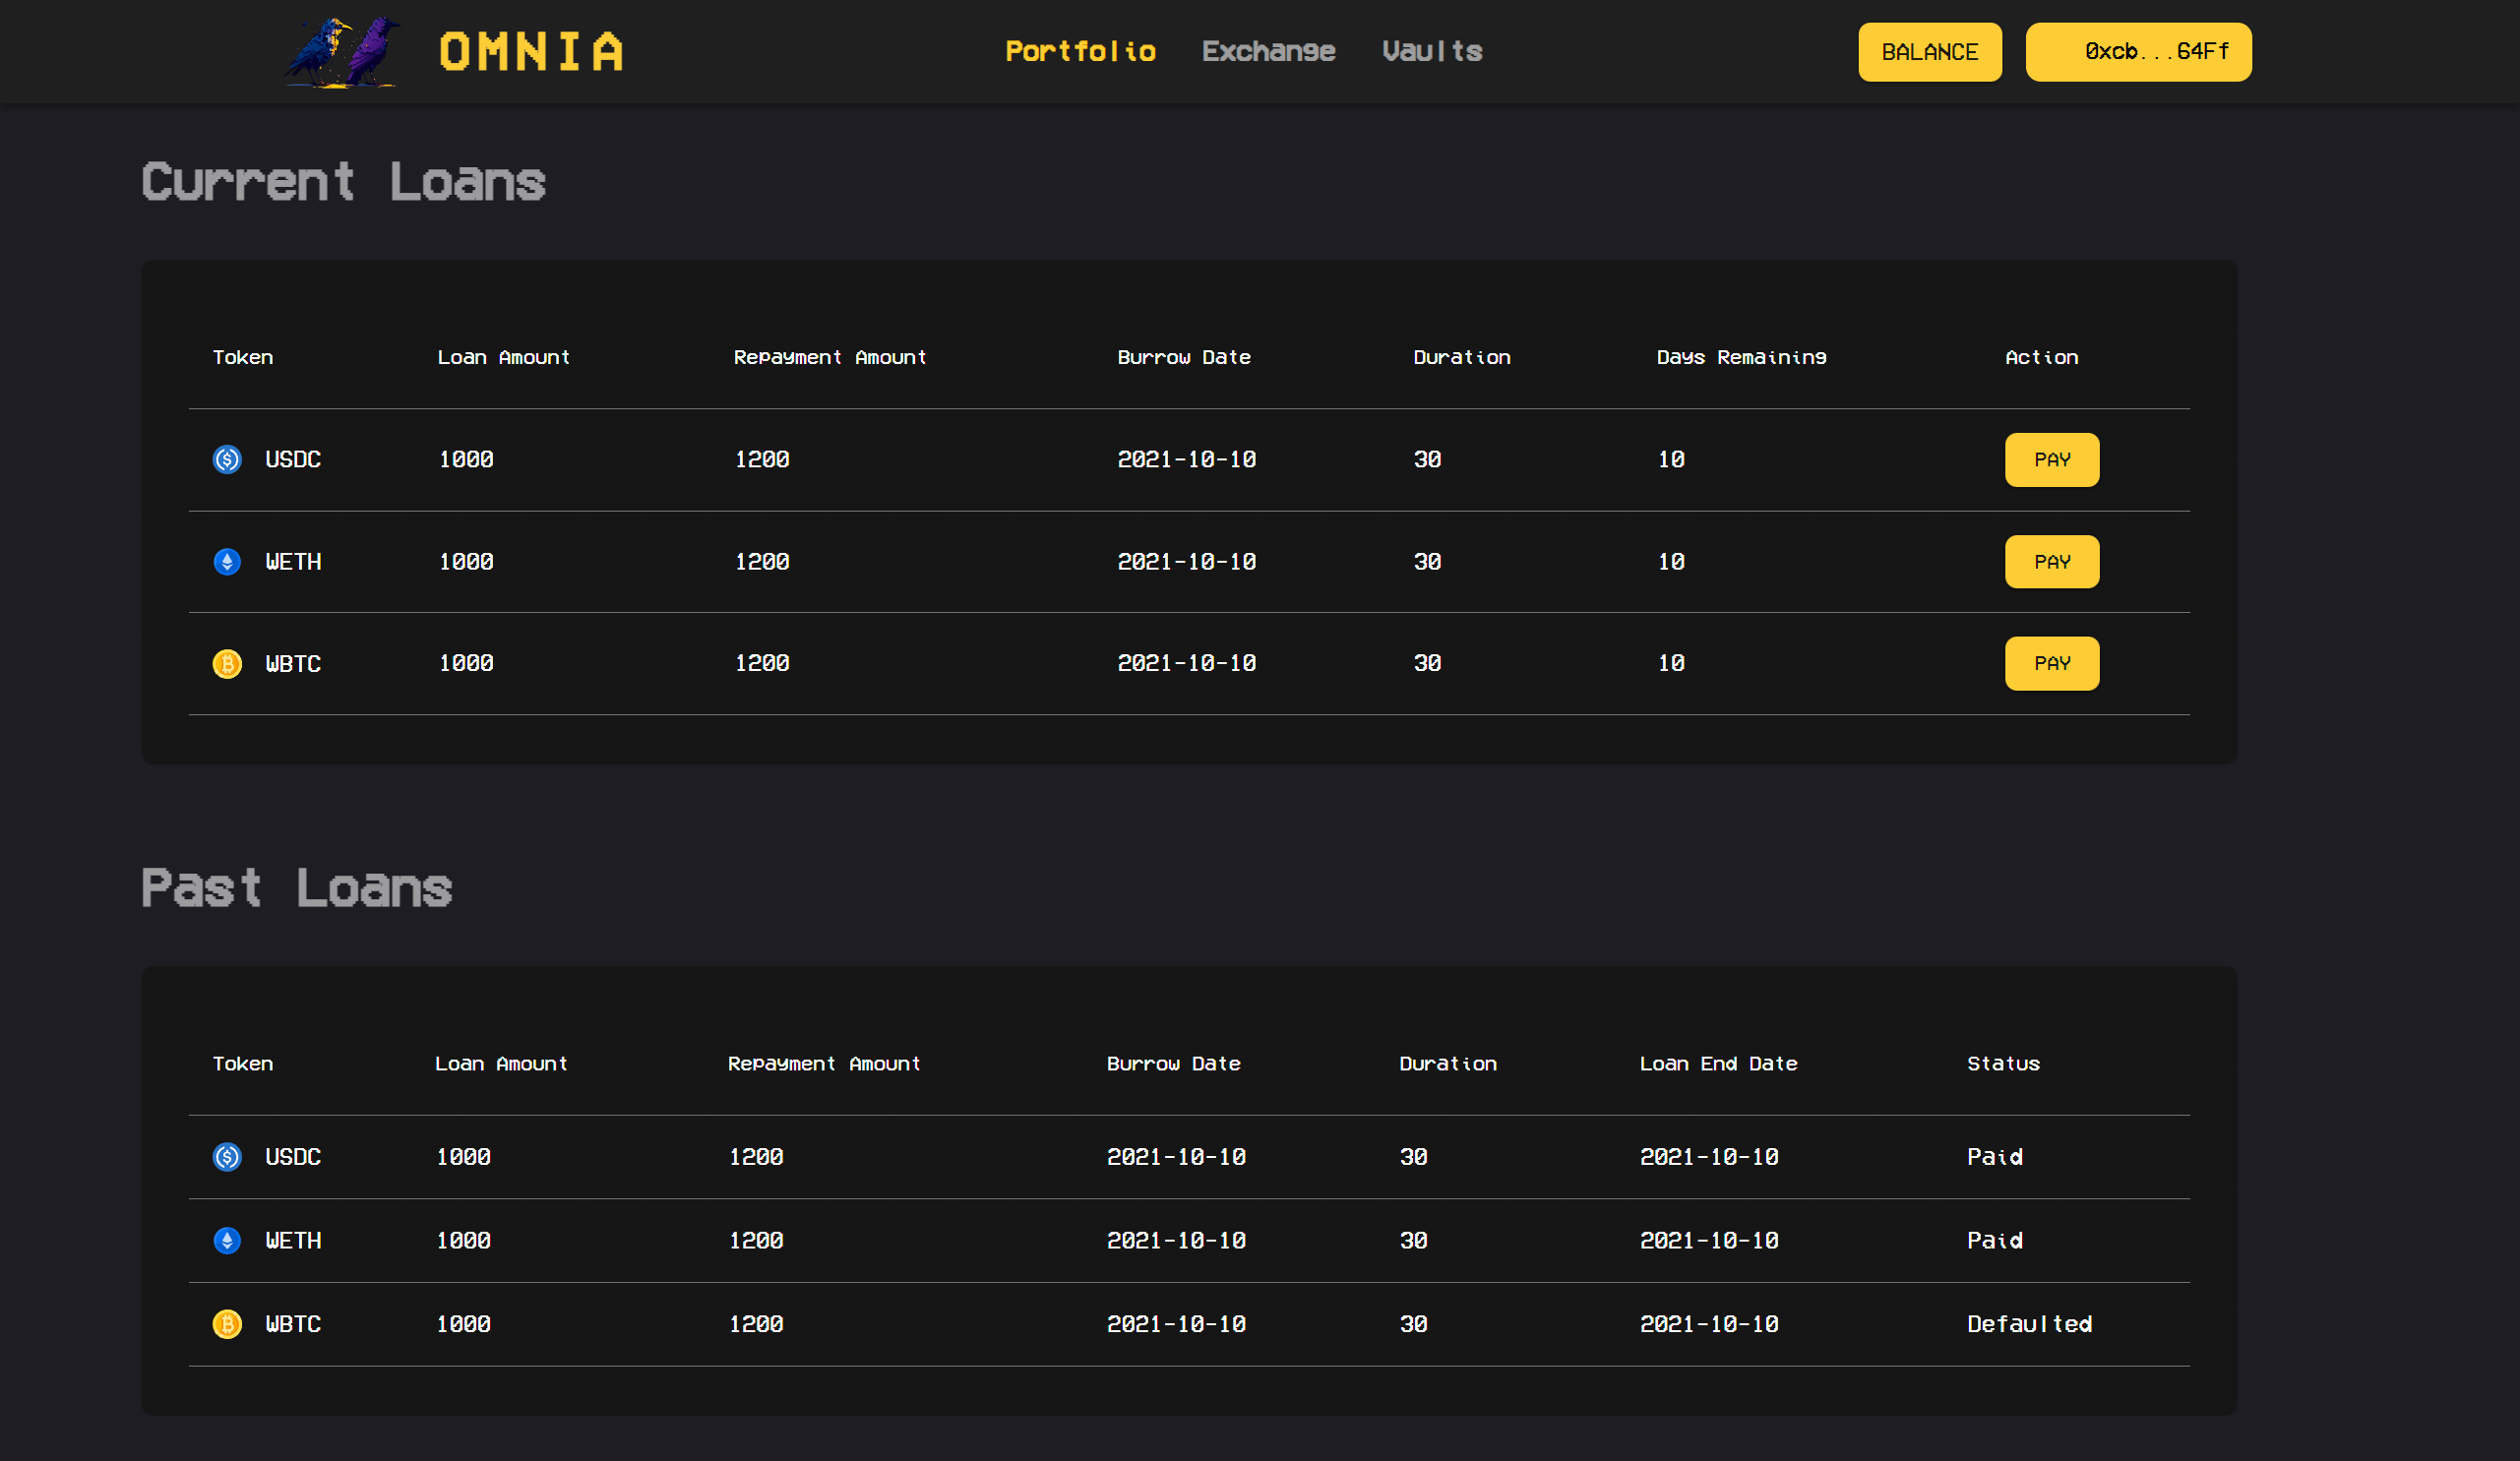 OMNIA Portfolio Exchange Vaults BALANCE 0xcb...64Ff
Current Loans
Token Loan Amount Repayment Amount Burrow Date Duration Days Remaining Action
USDC 1000 1200 2021-10-10 30 10 PAY
WETH 1000 1200 2021-10-10 30 10 PAY
WBTC 1000 1200 2021-10-10 30 10 PAY
Past Loans
Token Loan Amount Repayment Amount Burrow Date Duration Loan End Date Status
USDC 1000 1200 2021-10-10 30 2021-10-10 Paid
WETH 1000 1200 2021-10-10 30 2021-10-10 Paid
WBTC 1000 1200 2021-10-10 30 2021-10-10 Defaulted